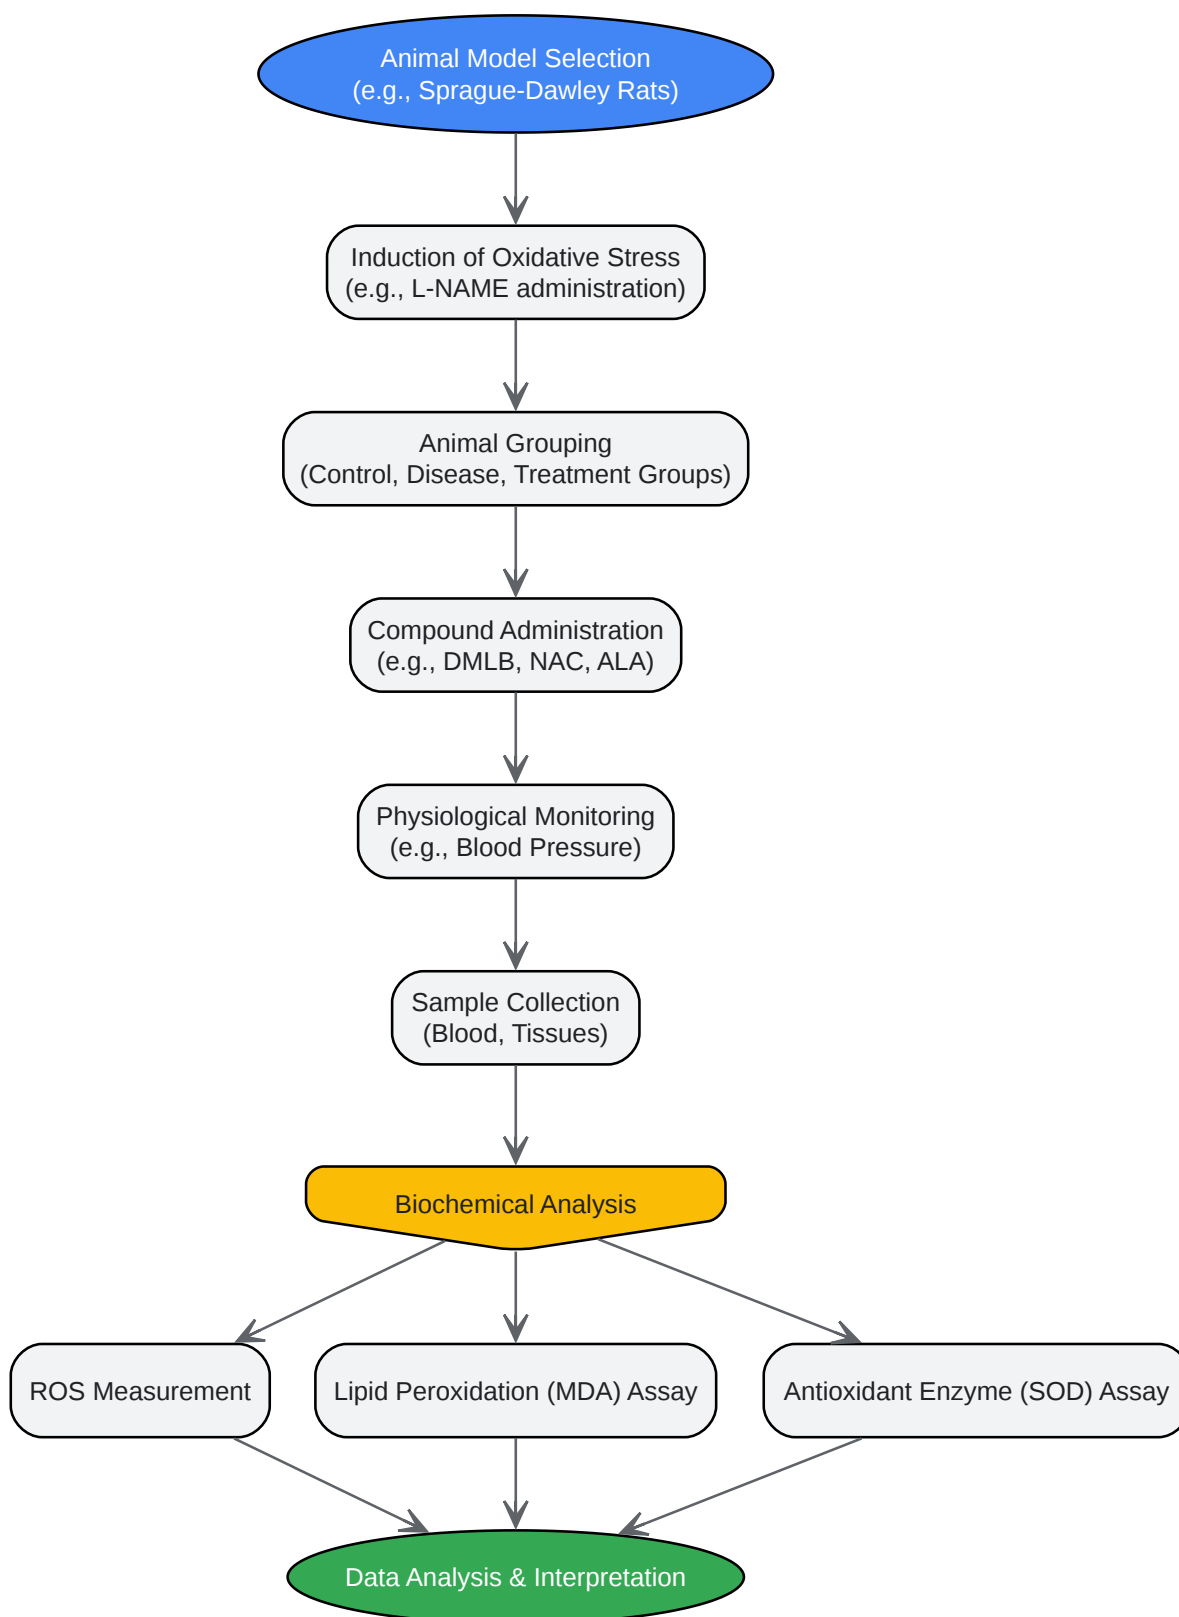 Animal Model Selection
(e.g., Sprague-Dawley Rats)
Induction of Oxidative Stress
(e.g., L-NAME administration)
Animal Grouping
(Control, Disease, Treatment Groups)
Compound Administration
(e.g., DMLB, NAC, ALA)
Physiological Monitoring
(e.g., Blood Pressure)
Sample Collection
(Blood, Tissues)
Biochemical Analysis
ROS Measurement
Lipid Peroxidation (MDA) Assay
Antioxidant Enzyme (SOD) Assay
Data Analysis & Interpretation